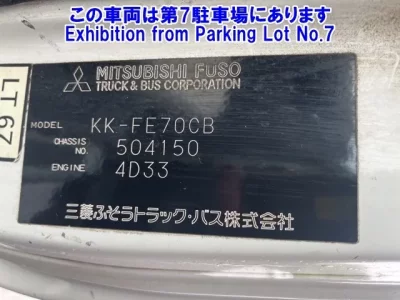 この車両は第7駐車場にあります
Exhibition from Parking Lot No.7
MITSUBISHI FUSO
TRUCK & BUS CORPORATION
MODEL KK-FE70CB
CHASSIS NO. 504150
ENGINE 4D33
三菱ふそうトラック・バス株式会社
LT67